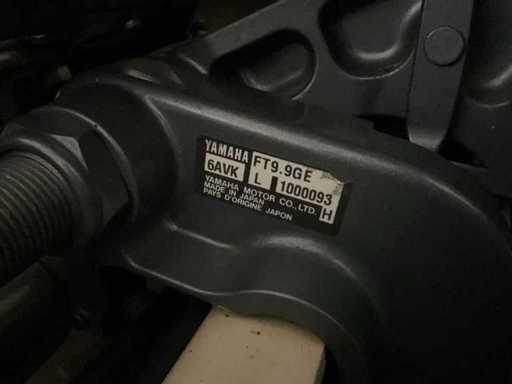 YAMAHA FT9.9GE
6AVK L 1000093
YAMAHA MOTOR CO., LTD.
MADE IN JAPAN
PAYS D'ORIGINE JAPON H